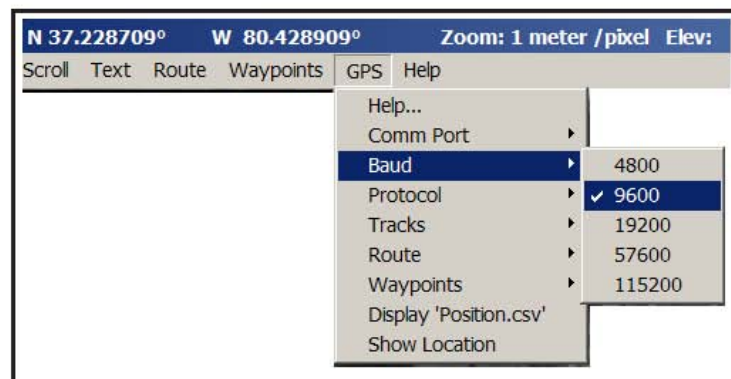 N 37.228709° W 80.428909° Zoom: 1 meter /pixel Elev:
Scroll Text Route Waypoints GPS Help
Help...
Comm Port
Baud
Protocol
Tracks
Route
Waypoints
Display 'Position.csv'
Show Location
4800
9600
19200
57600
115200